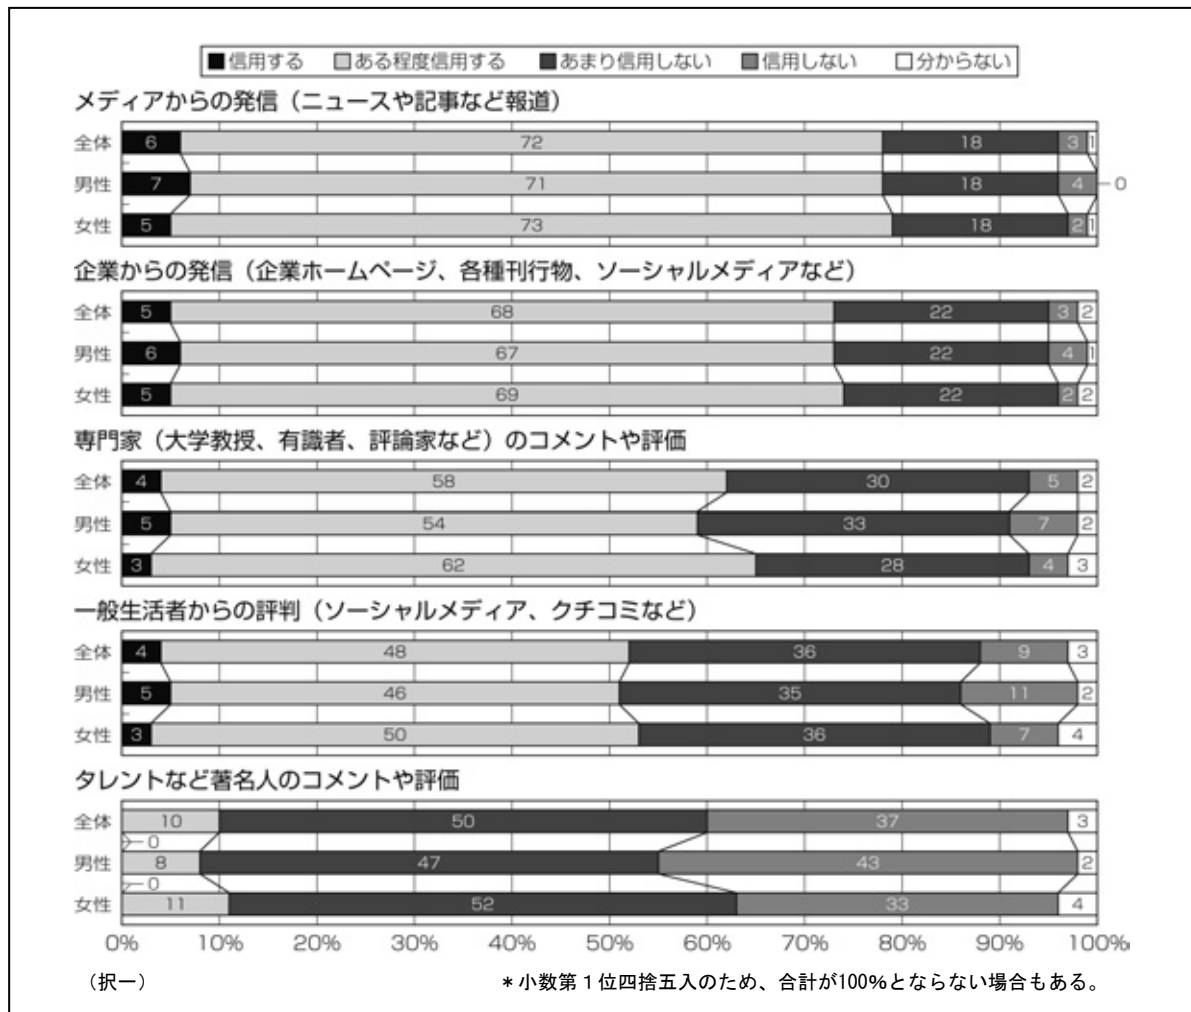 ■信用する □ある程度信用する ■あまり信用しない ■信用しない □分からない
メディアからの発信（ニュースや記事など報道）
全体 6 72 18 3 1
男性 7 71 18 4 0
女性 5 73 18 2 1
企業からの発信（企業ホームページ、各種刊行物、ソーシャルメディアなど）
全体 5 68 22 3 2
男性 6 67 22 4 1
女性 5 69 22 2 2
専門家（大学教授、有識者、評論家など）のコメントや評価
全体 4 58 30 5 2
男性 5 54 33 7 2
女性 3 62 28 4 3
一般生活者からの評判（ソーシャルメディア、クチコミなど）
全体 4 48 36 9 3
男性 5 46 35 11 2
女性 3 50 36 7 4
タレントなど著名人のコメントや評価
全体 10 50 37 3
0
男性 8 47 43 2
0
女性 11 52 33 4
0% 10% 20% 30% 40% 50% 60% 70% 80% 90% 100%
（択一） ＊小数第１位四捨五入のため、合計が100%とならない場合もある。